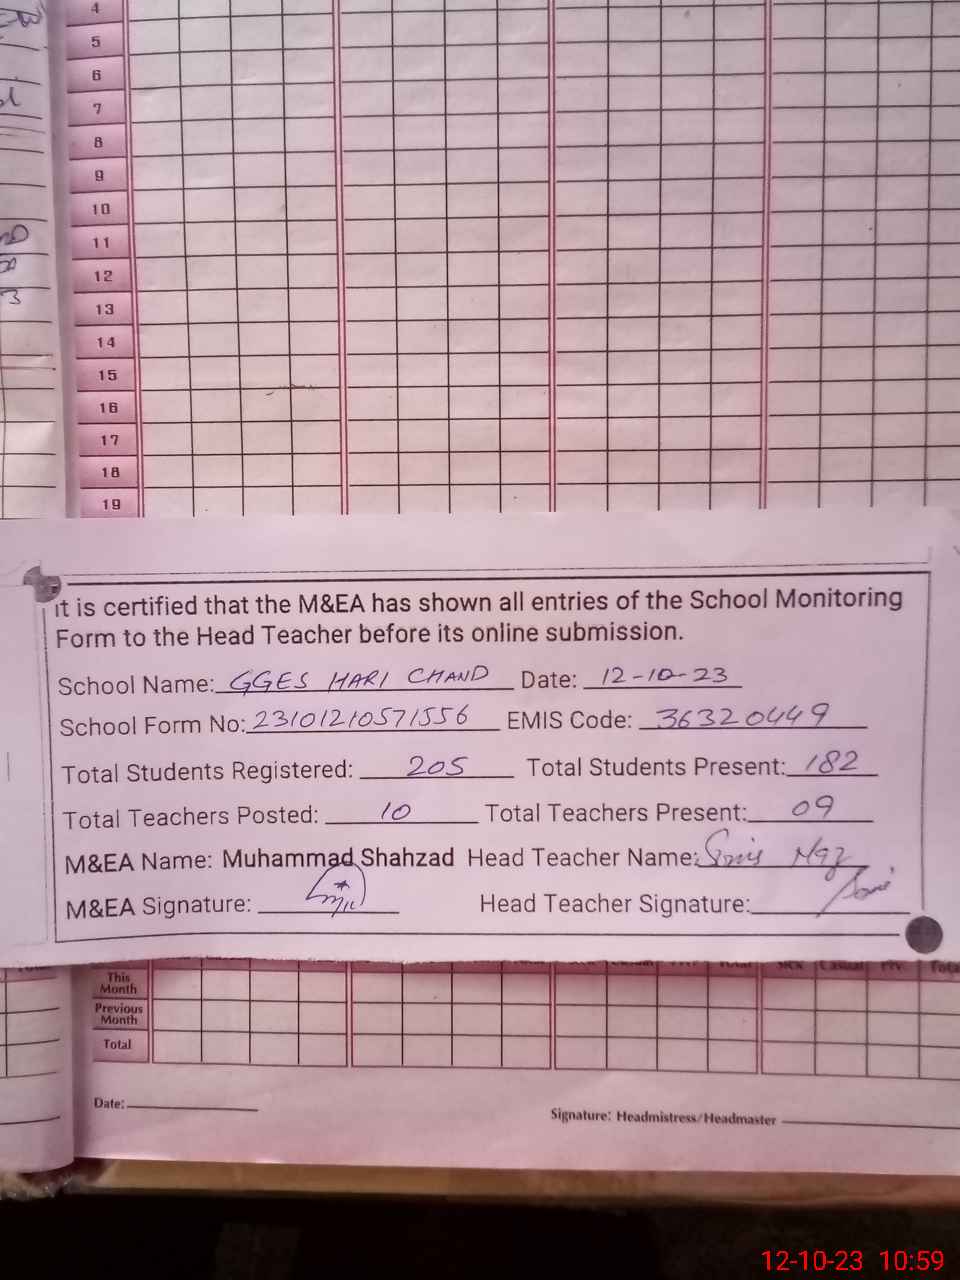 4
5
6
7
8
9
10
11
12
13
14
15
16
17
18
19
It is certified that the M&EA has shown all entries of the School Monitoring
Form to the Head Teacher before its online submission.
School Name: GGES HARI CHAND Date: 12-10-23
School Form No: 23101210571556 EMIS Code: 36320449
Total Students Registered: 205 Total Students Present: 182
Total Teachers Posted: 10 Total Teachers Present: 09
M&EA Name: Muhammad Shahzad Head Teacher Name:
M&EA Signature: Head Teacher Signature:
This
Month
Previous
Month
Total
Date:
Signature: Headmistress/Headmaster
12-10-23 10:59